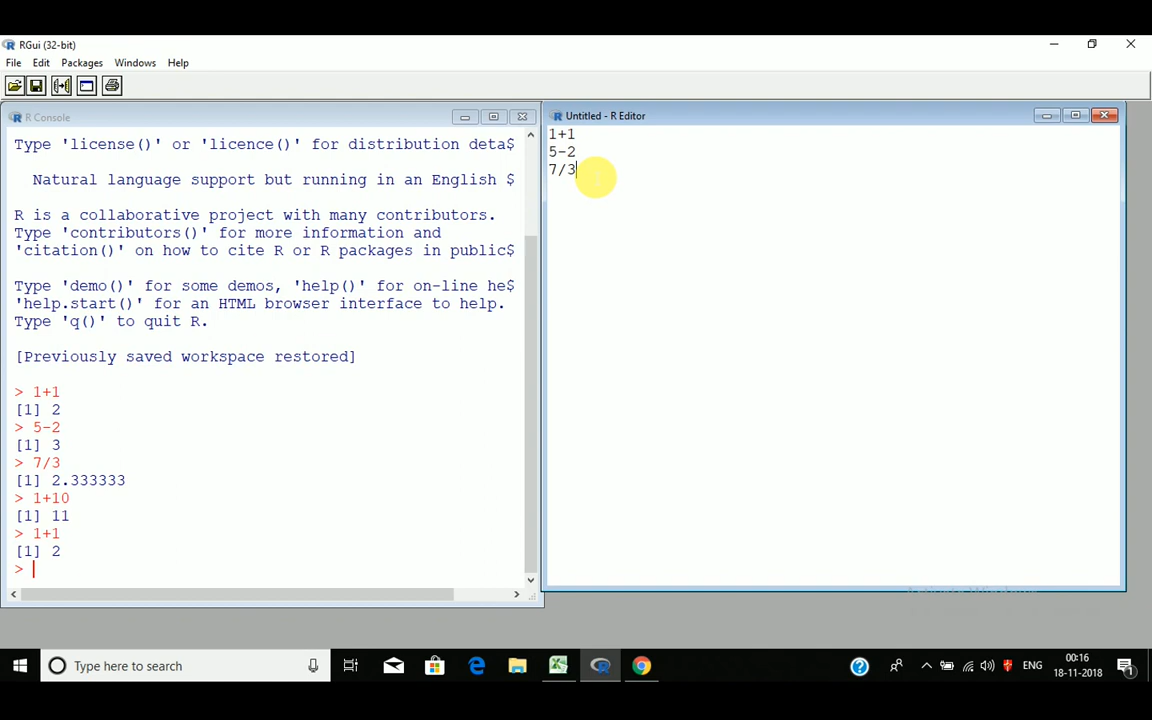 RGui (32-bit)
File Edit Packages Windows Help
R Console
Type 'license()' or 'licence()' for distribution deta$
Natural language support but running in an English $
R is a collaborative project with many contributors.
Type 'contributors()' for more information and
'citation()' on how to cite R or R packages in public$
Type 'demo()' for some demos, 'help()' for on-line he$
'help.start()' for an HTML browser interface to help.
Type 'q()' to quit R.
[Previously saved workspace restored]
> 1+1
[1] 2
> 5-2
[1] 3
> 7/3
[1] 2.333333
> 1+10
[1] 11
> 1+1
[1] 2
>
Untitled - R Editor
1+1
5-2
7/3
Type here to search
ENG
00:16
18-11-2018